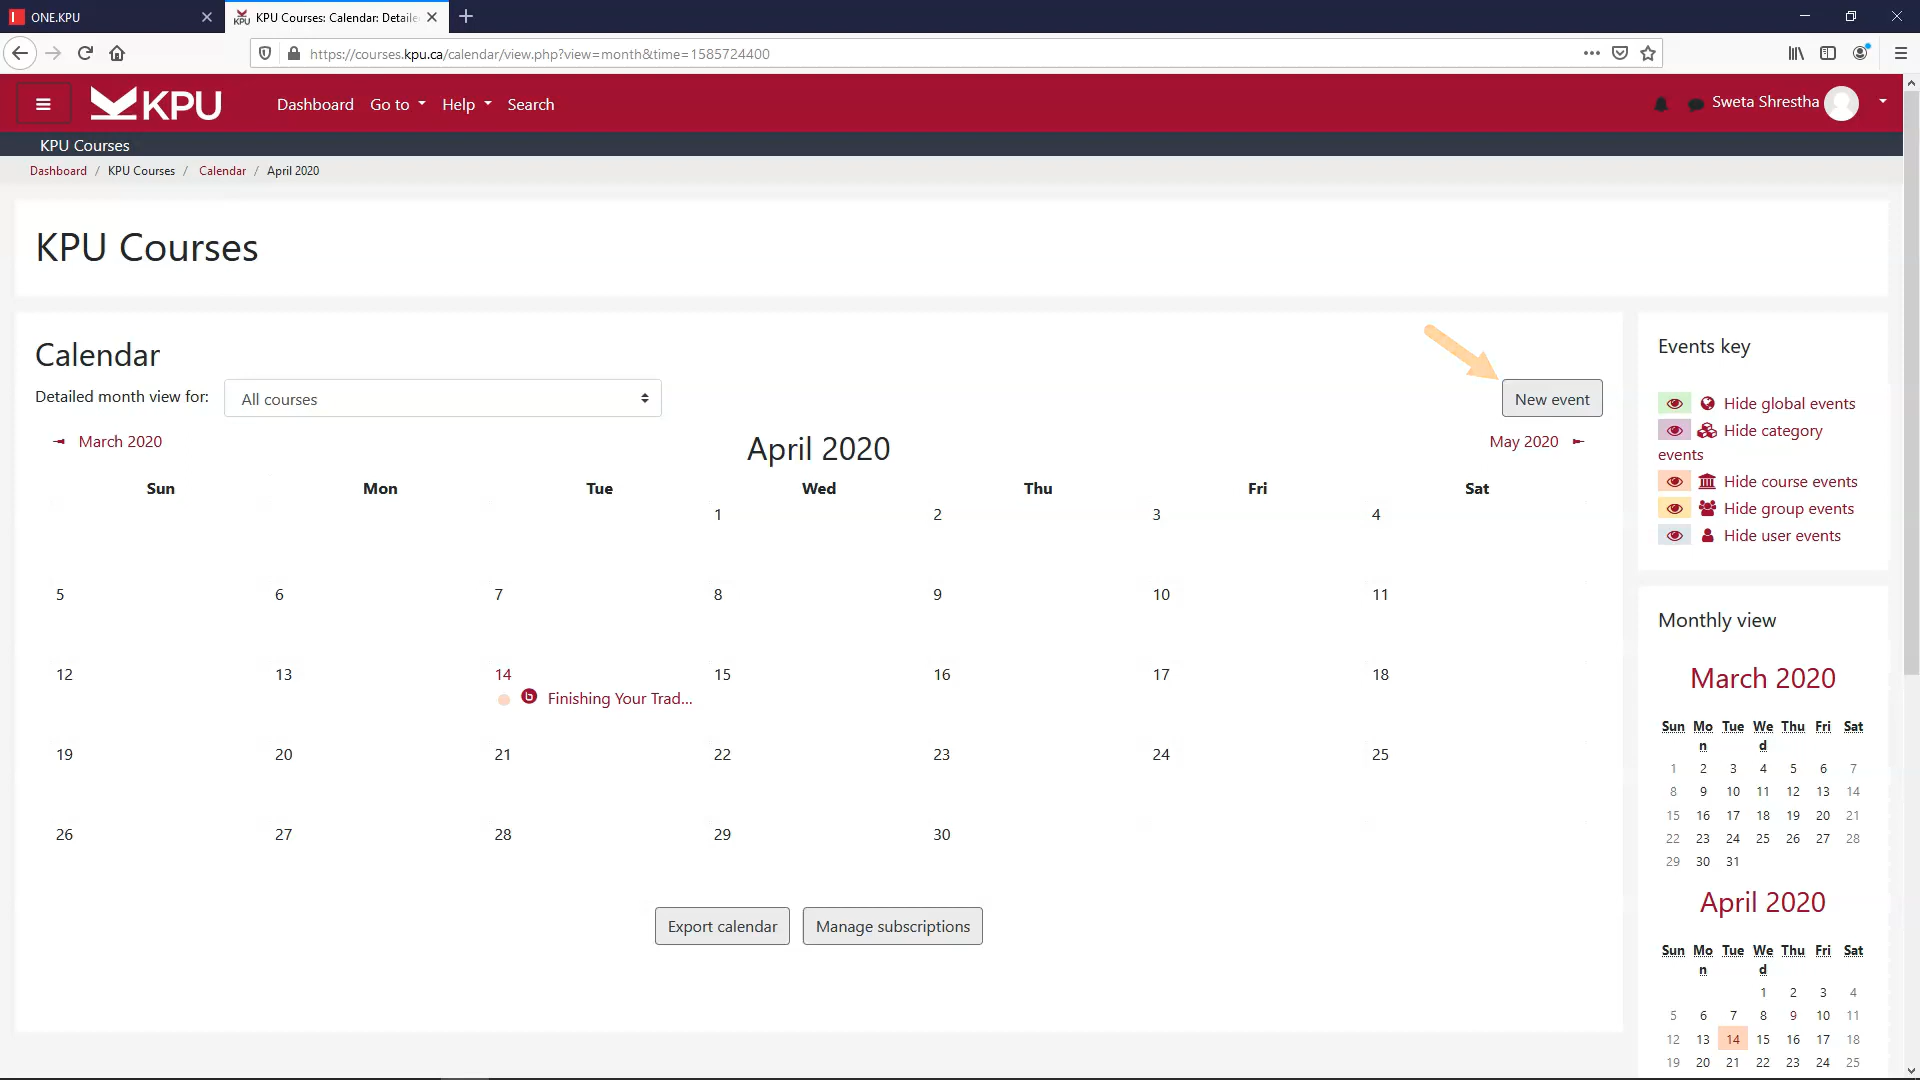 ONE.KPU
KPU Courses: Calendar: Detaile
https://courses.kpu.ca/calendar/view.php?view=month&time=1585724400
KPU
Dashboard Go to Help Search
Sweta Shrestha
KPU Courses
Dashboard / KPU Courses / Calendar / April 2020
KPU Courses
Calendar
Detailed month view for: All courses
New event
March 2020
April 2020
May 2020
Sun Mon Tue Wed Thu Fri Sat
1 2 3 4
5 6 7 8 9 10 11
12 13 14 15 16 17 18
b Finishing Your Trad...
19 20 21 22 23 24 25
26 27 28 29 30
Export calendar Manage subscriptions
Events key
Hide global events
Hide category
events
Hide course events
Hide group events
Hide user events
Monthly view
March 2020
Sun Mo Tue We Thu Fri Sat
n d
1 2 3 4 5 6 7
8 9 10 11 12 13 14
15 16 17 18 19 20 21
22 23 24 25 26 27 28
29 30 31
April 2020
Sun Mo Tue We Thu Fri Sat
n d
1 2 3 4
5 6 7 8 9 10 11
12 13 14 15 16 17 18
19 20 21 22 23 24 25